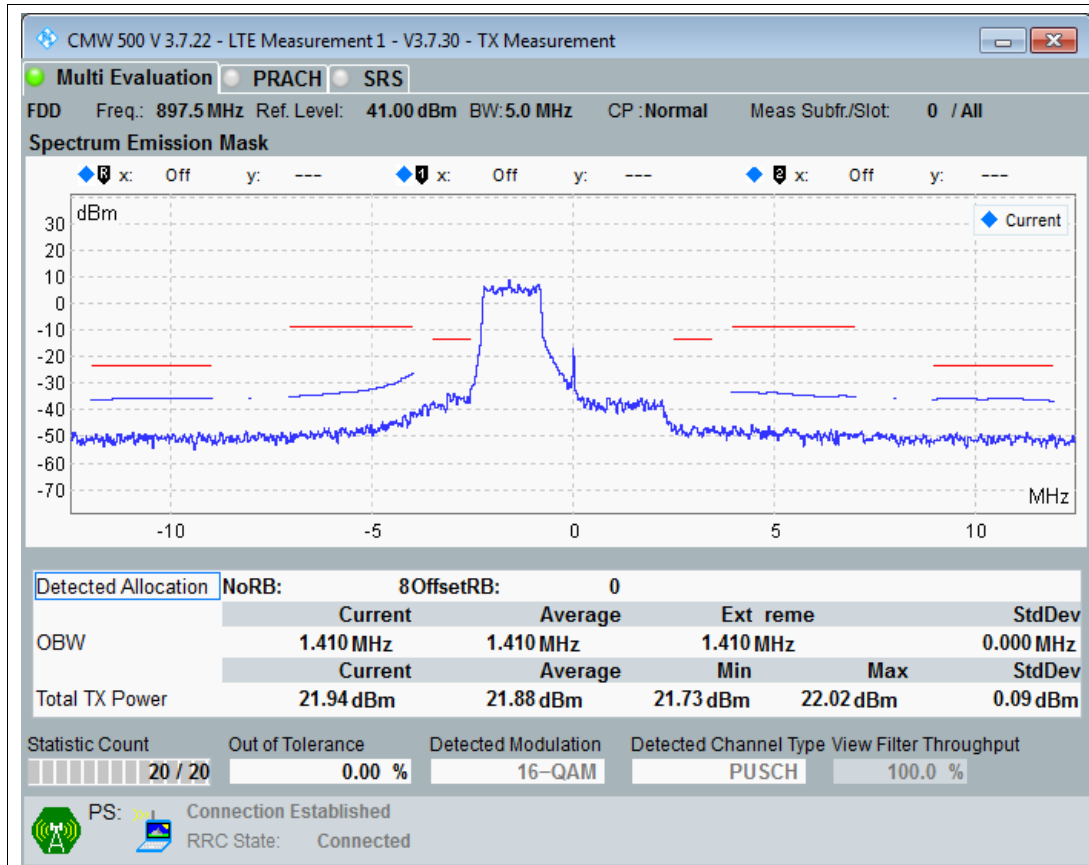 CMW 500 V 3.7.22 - LTE Measurement 1 - V3.7.30 - TX Measurement
Multi Evaluation PRACH SRS
FDD Freq.: 897.5 MHz Ref. Level: 41.00 dBm BW: 5.0 MHz CP : Normal Meas Subfr./Slot: 0 / All
Spectrum Emission Mask
R x: Off y: --- 1 x: Off y: --- 2 x: Off y: ---
dBm
Current
30
20
10
0
-10
-20
-30
-40
-50
-60
-70
MHz
-10 -5 0 5 10
Detected Allocation NoRB: 8 OffsetRB: 0
Current Average Ext reme StdDev
OBW 1.410 MHz 1.410 MHz 1.410 MHz 0.000 MHz
Current Average Min Max StdDev
Total TX Power 21.94 dBm 21.88 dBm 21.73 dBm 22.02 dBm 0.09 dBm
Statistic Count Out of Tolerance Detected Modulation Detected Channel Type View Filter Throughput
20 / 20 0.00 % 16-QAM PUSCH 100.0 %
PS: Connection Established
RRC State: Connected